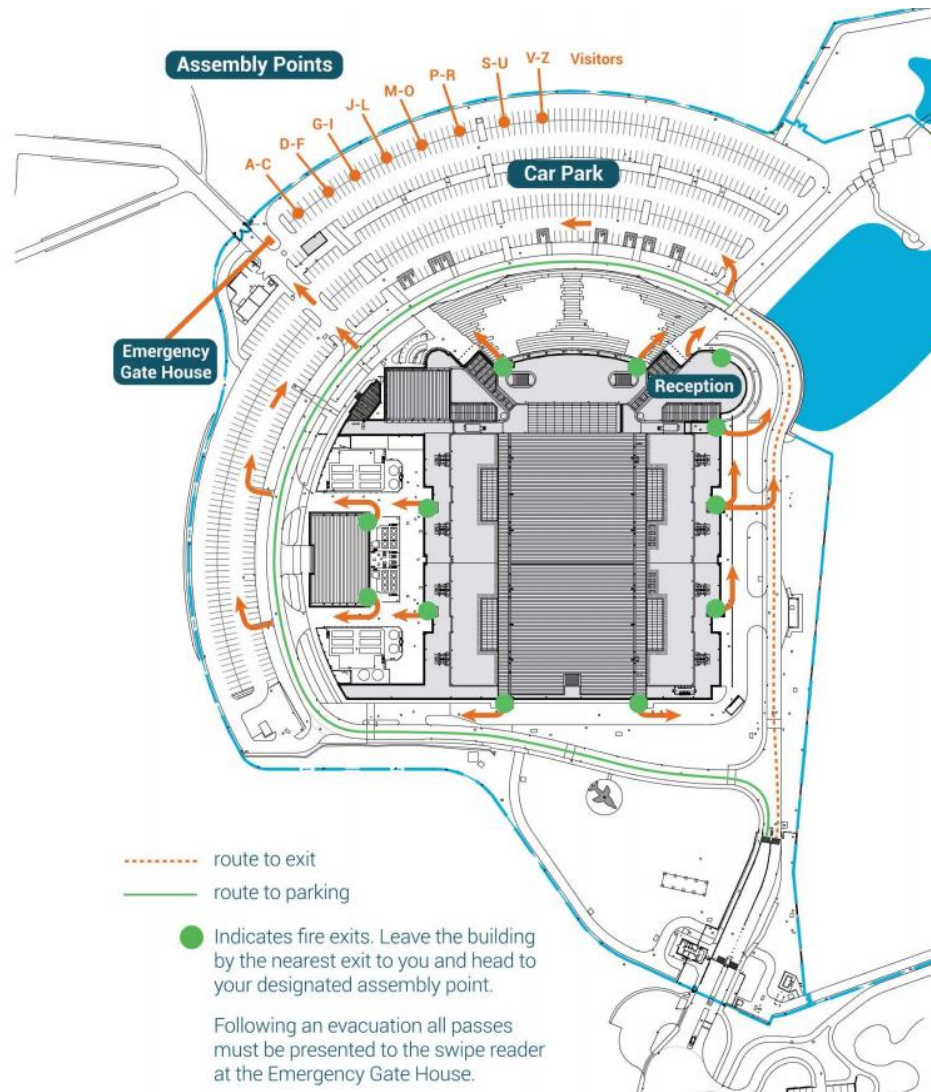 Assembly Points
A-C
D-F
G-I
J-L
M-O
P-R
S-U
V-Z
Visitors
Car Park
Emergency
Gate House
Reception
route to exit
route to parking
Indicates fire exits. Leave the building
by the nearest exit to you and head to
your designated assembly point.
Following an evacuation all passes
must be presented to the swipe reader
at the Emergency Gate House.